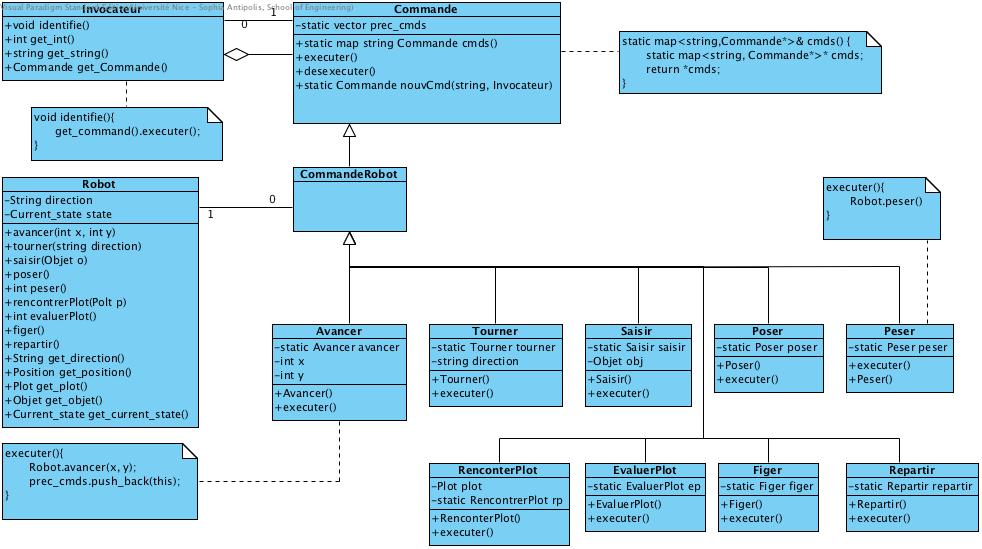 Visual Paradigm Standard Edition(Université Nice - Sophia Antipolis, School of Engineering)
Invocateur
+void identifie()
+int get_int()
+string get_string()
+Commande get_Commande()
1
0
Commande
-static vector prec_cmds
+static map string Commande cmds()
+executer()
+desexecuter()
+static Commande nouvCmd(string, Invocateur)
static map<string,Commande*>& cmds() {
static map<string, Commande*>* cmds;
return *cmds;
}
void identifie(){
get_command().executer();
}
CommandeRobot
Robot
-String direction
-Current_state state
+avancer(int x, int y)
+tourner(string direction)
+saisir(Objet o)
+poser()
+int peser()
+rencontrerPlot(Polt p)
+int evaluerPlot()
+figer()
+repartir()
+String get_direction()
+Position get_position()
+Plot get_plot()
+Objet get_objet()
+Current_state get_current_state()
0
1
executer(){
Robot.peser()
}
Avancer
-static Avancer avancer
-int x
-int y
+Avancer()
+executer()
Tourner
-static Tourner tourner
-string direction
+Tourner()
+executer()
Saisir
-static Saisir saisir
-Objet obj
+Saisir()
+executer()
Poser
-static Poser poser
+Poser()
+executer()
Peser
-static Peser peser
+executer()
+Peser()
executer(){
Robot.avancer(x, y);
prec_cmds.push_back(this);
}
RenconterPlot
-Plot plot
-static RencontrerPlot rp
+RenconterPlot()
+executer()
EvaluerPlot
-static EvaluerPlot ep
+EvaluerPlot()
+executer()
Figer
-static Figer figer
+Figer()
+executer()
Repartir
-static Repartir repartir
+Repartir()
+executer()